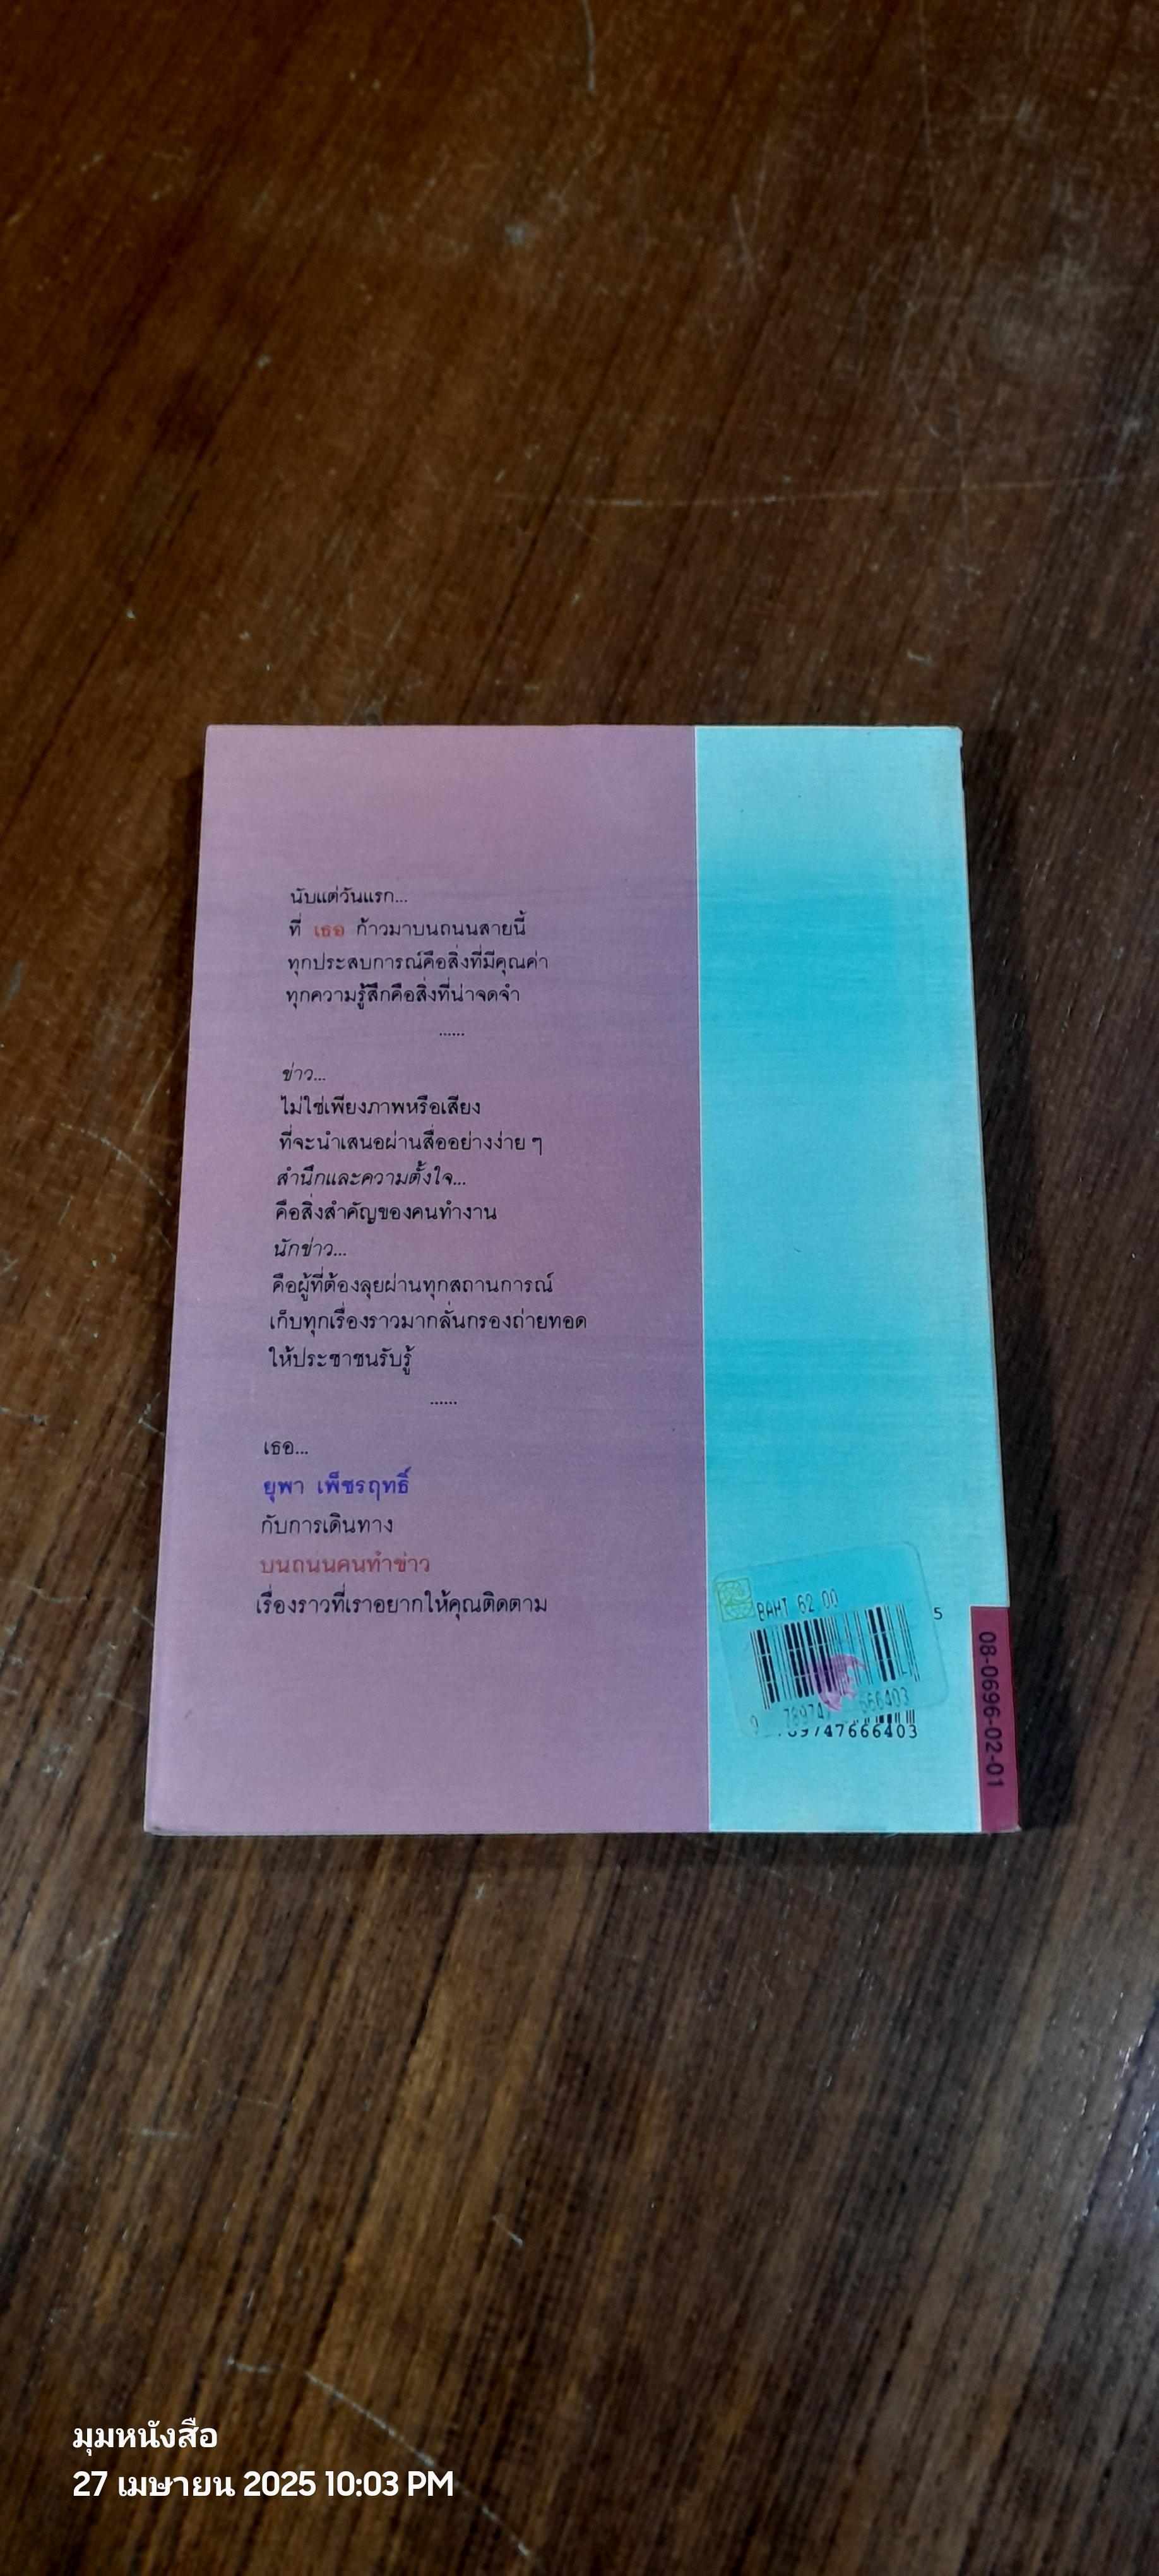 นับแต่วันแรก...
ที่ เธอ ก้าวมาบนถนนสายนี้
ทุกประสบการณ์คือสิ่งที่มีคุณค่า
ทุกความรู้สึกคือสิ่งที่น่าจดจำ
......
ข่าว...
ไม่ใช่เพียงภาพหรือเสียง
ที่จะนำเสนอผ่านสื่ออย่างง่าย ๆ
สำนึกและความตั้งใจ...
คือสิ่งสำคัญของคนทำงาน
นักข่าว...
คือผู้ที่ต้องลุยผ่านทุกสถานการณ์
เก็บทุกเรื่องราวมากลั่นกรองถ่ายทอด
ให้ประชาชนรับรู้
......
เธอ...
ยุพา เพ็ชรฤทธิ์
กับการเดินทาง
บนถนนคนทำข่าว
เรื่องราวที่เราอยากให้คุณติดตาม
BAHT 62.00
5
9 789747 666403
9747666403
08-0696-02-01
มุมหนังสือ
27 เมษายน 2025 10:03 PM